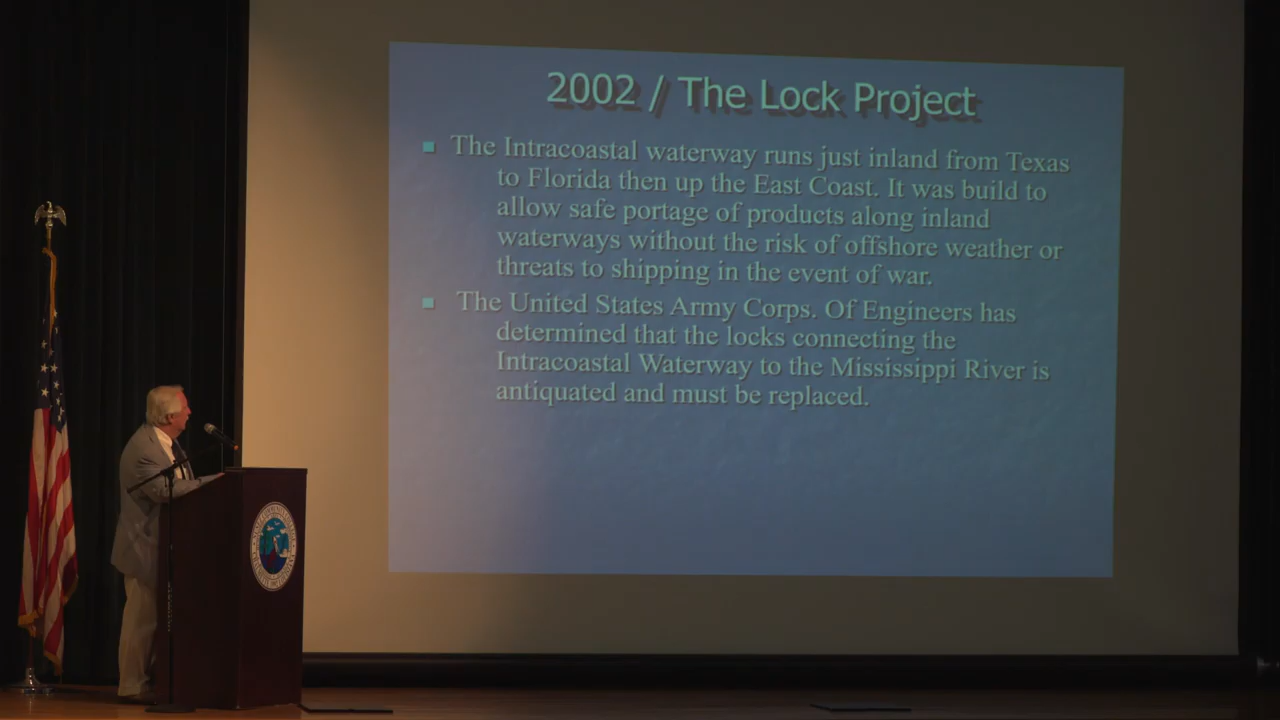 2002 / The Lock Project
The Intracoastal waterway runs just inland from Texas
to Florida then up the East Coast. It was build to
allow safe portage of products along inland
waterways without the risk of offshore weather or
threats to shipping in the event of war.
The United States Army Corps. Of Engineers has
determined that the locks connecting the
Intracoastal Waterway to the Mississippi River is
antiquated and must be replaced.